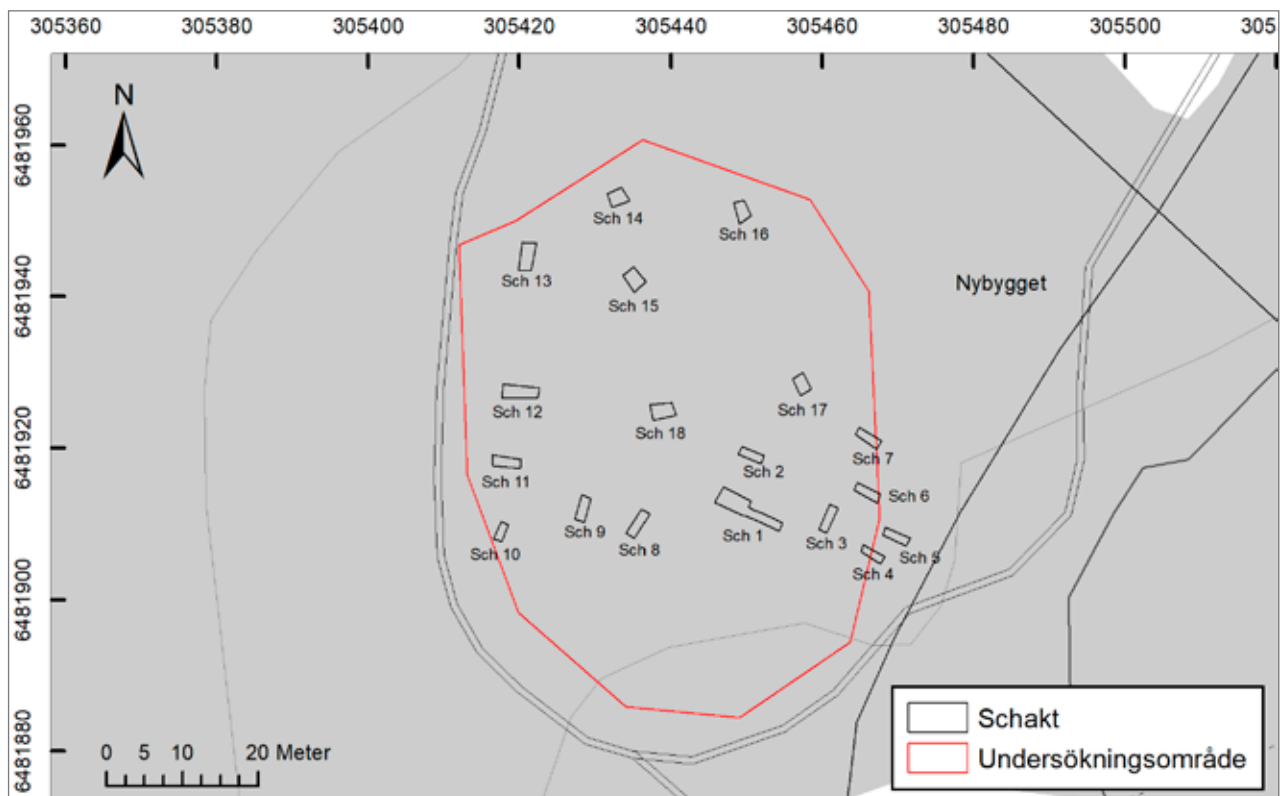 305360 305380 305400 305420 305440 305460 305480 305500 305
N
6481960
6481940
6481920
6481900
6481880
Sch 14
Sch 16
Sch 13
Sch 15
Nybygget
Sch 12
Sch 17
Sch 18
Sch 7
Sch 2
Sch 11
Sch 6
Sch 9
Sch 8
Sch 1
Sch 3
Sch 10
Sch 5
Sch 4
0 5 10 20 Meter
Schakt
Undersökningsområde